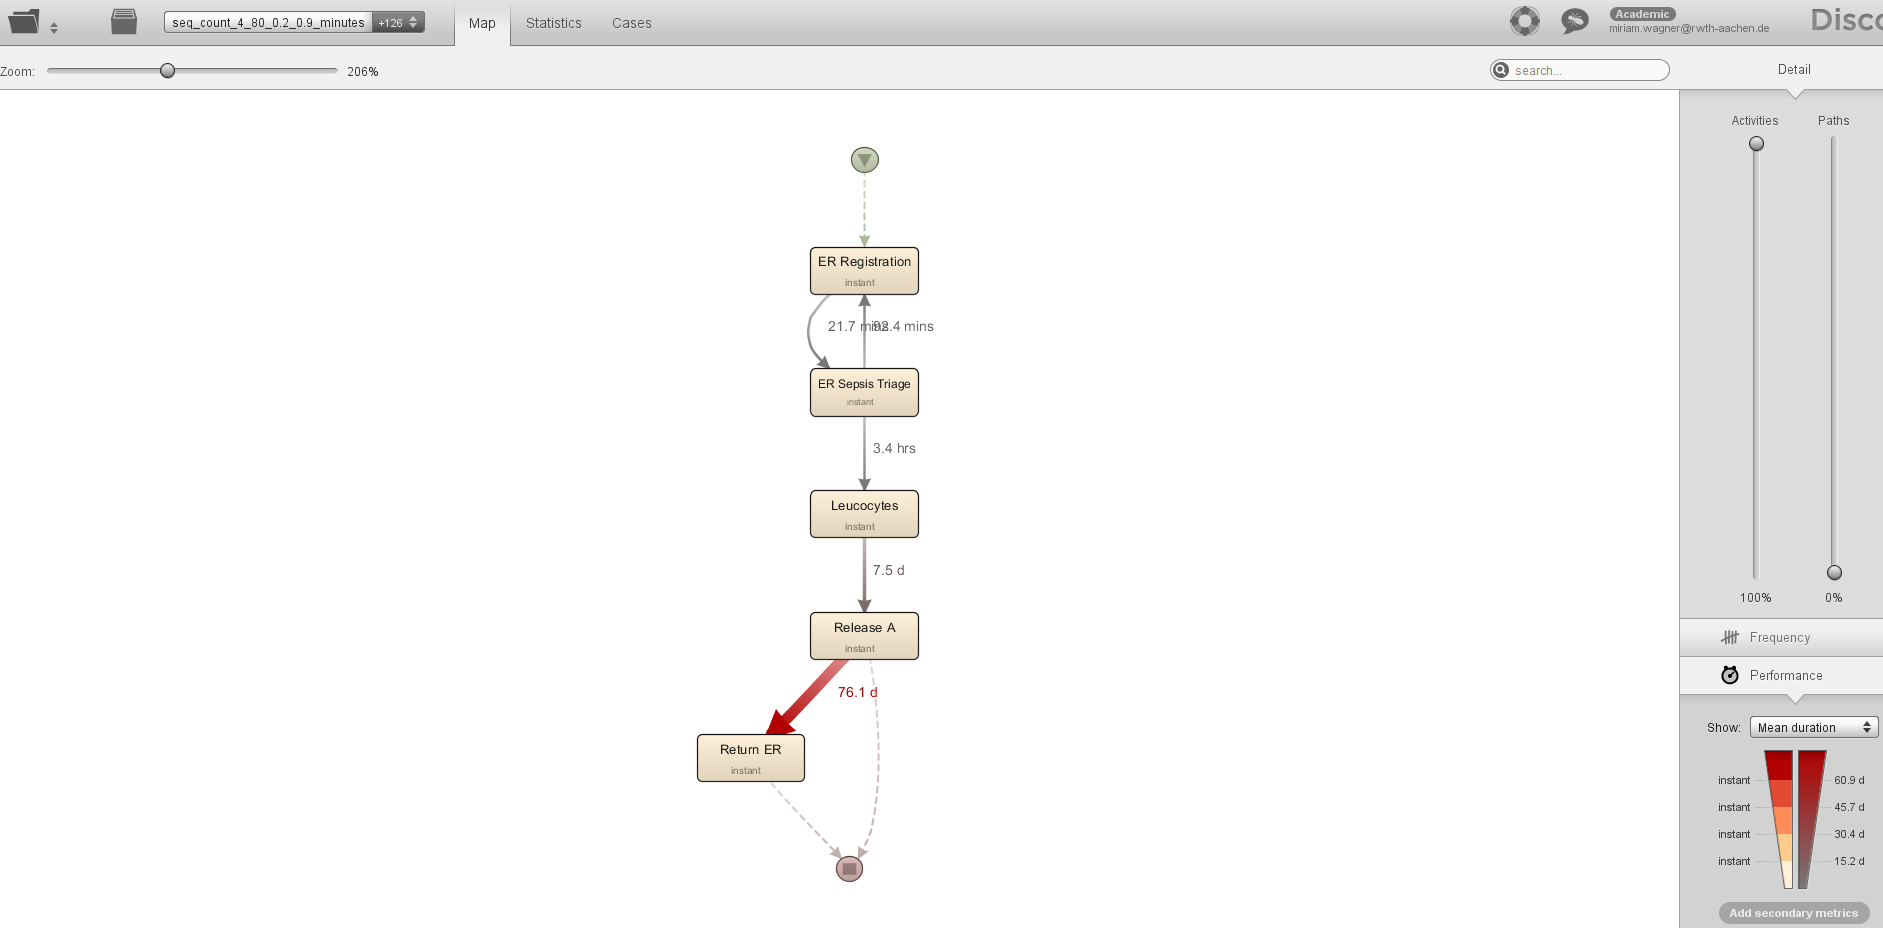 seq_count_4_80_0.2_0.9_minutes +126
Map Statistics Cases
Academic
miriam.wagner@rwth-aachen.de
Zoom: 206%
search...
Detail
Activities Paths
100% 0%
Frequency
Performance
Show: Mean duration
instant 60.9 d
instant 45.7 d
instant 30.4 d
instant 15.2 d
Add secondary metrics
ER Registration
instant
21.7 mins
92.4 mins
ER Sepsis Triage
instant
3.4 hrs
Leucocytes
instant
7.5 d
Release A
instant
76.1 d
Return ER
instant